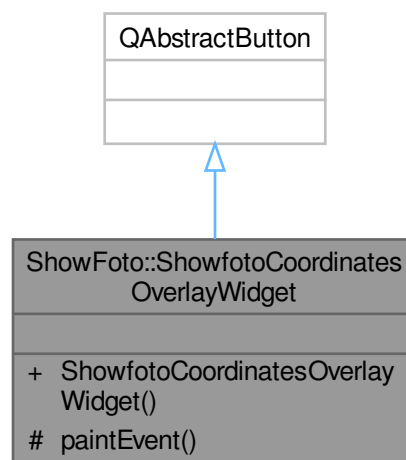 QAbstractButton
ShowFoto::ShowfotoCoordinates
OverlayWidget
+ ShowfotoCoordinatesOverlay
Widget()
# paintEvent()